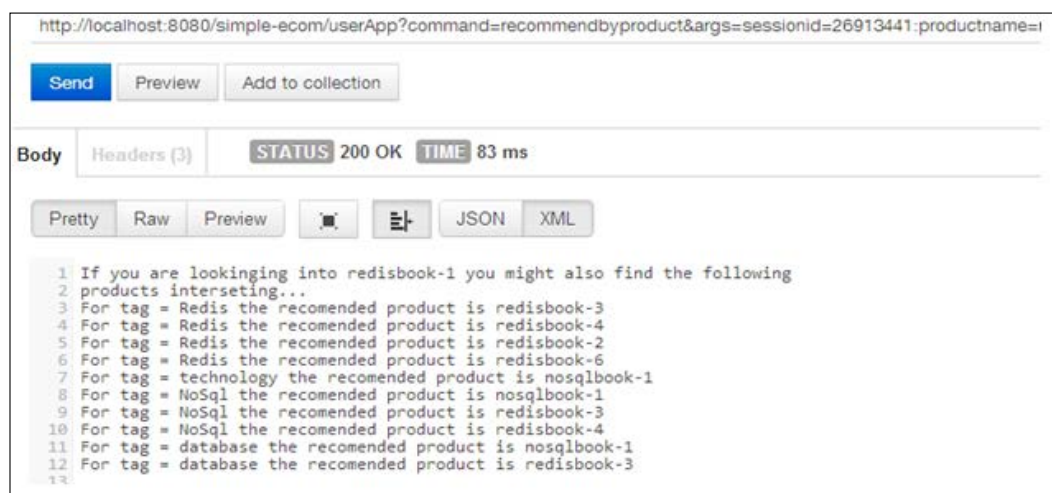 http://localhost:8080/simple-ecom/userApp?command=recommendbyproduct&args=sessionid=26913441:productname=
Send Preview Add to collection
Body Headers (3) STATUS 200 OK TIME 83 ms
Pretty Raw Preview JSON XML
1 If you are lookinging into redisbook-1 you might also find the following
2 products interseting...
3 For tag = Redis the recomended product is redisbook-3
4 For tag = Redis the recomended product is redisbook-4
5 For tag = Redis the recomended product is redisbook-2
6 For tag = Redis the recomended product is redisbook-6
7 For tag = technology the recomended product is nosqlbook-1
8 For tag = NoSql the recomended product is nosqlbook-1
9 For tag = NoSql the recomended product is redisbook-3
10 For tag = NoSql the recomended product is redisbook-4
11 For tag = database the recomended product is nosqlbook-1
12 For tag = database the recomended product is redisbook-3
13